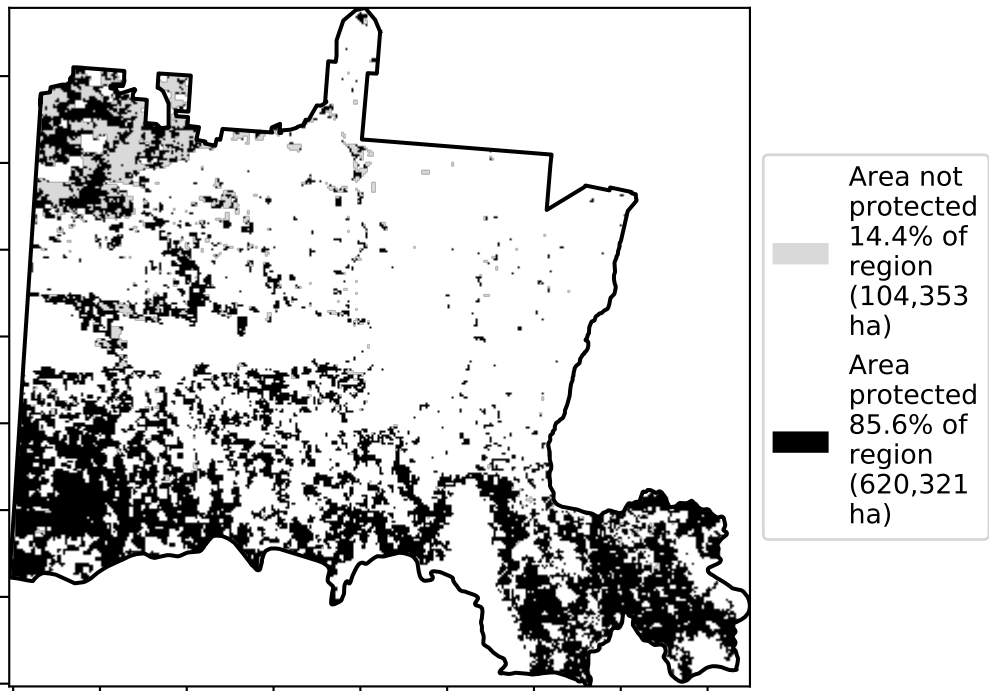 Area not
protected
14.4% of
region
(104,353
ha)
Area
protected
85.6% of
region
(620,321
ha)